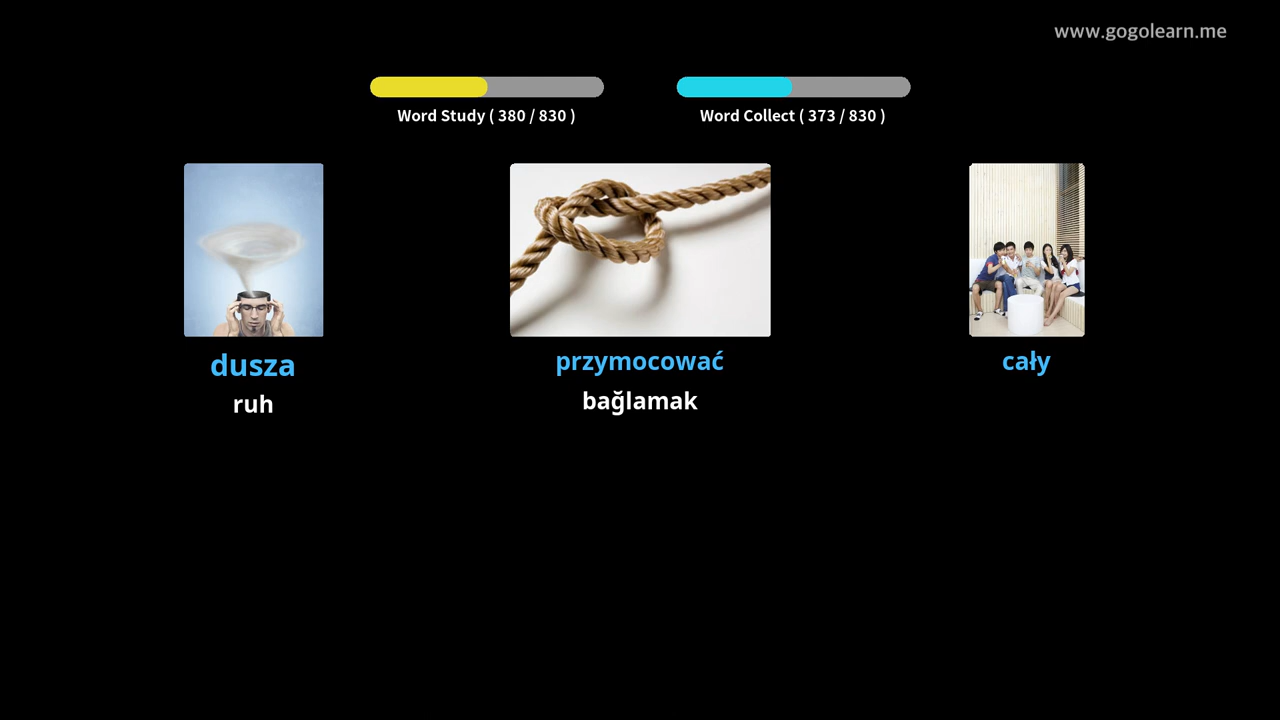 www.gogolearn.me
Word Study ( 380 / 830 )
Word Collect ( 373 / 830 )
dusza
ruh
przymocować
bağlamak
cały